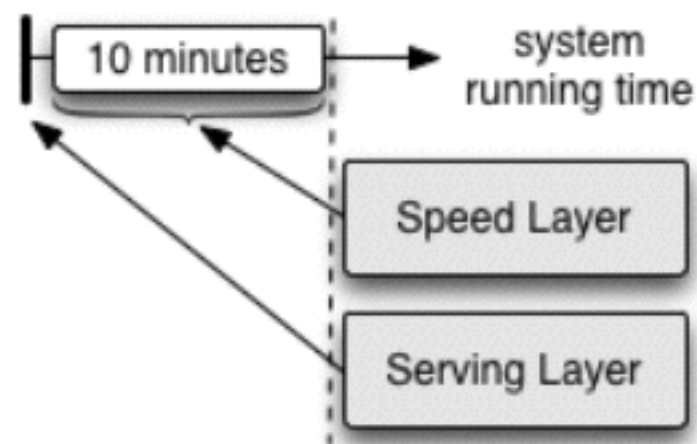 10 minutes
system
running time
Speed Layer
Serving Layer